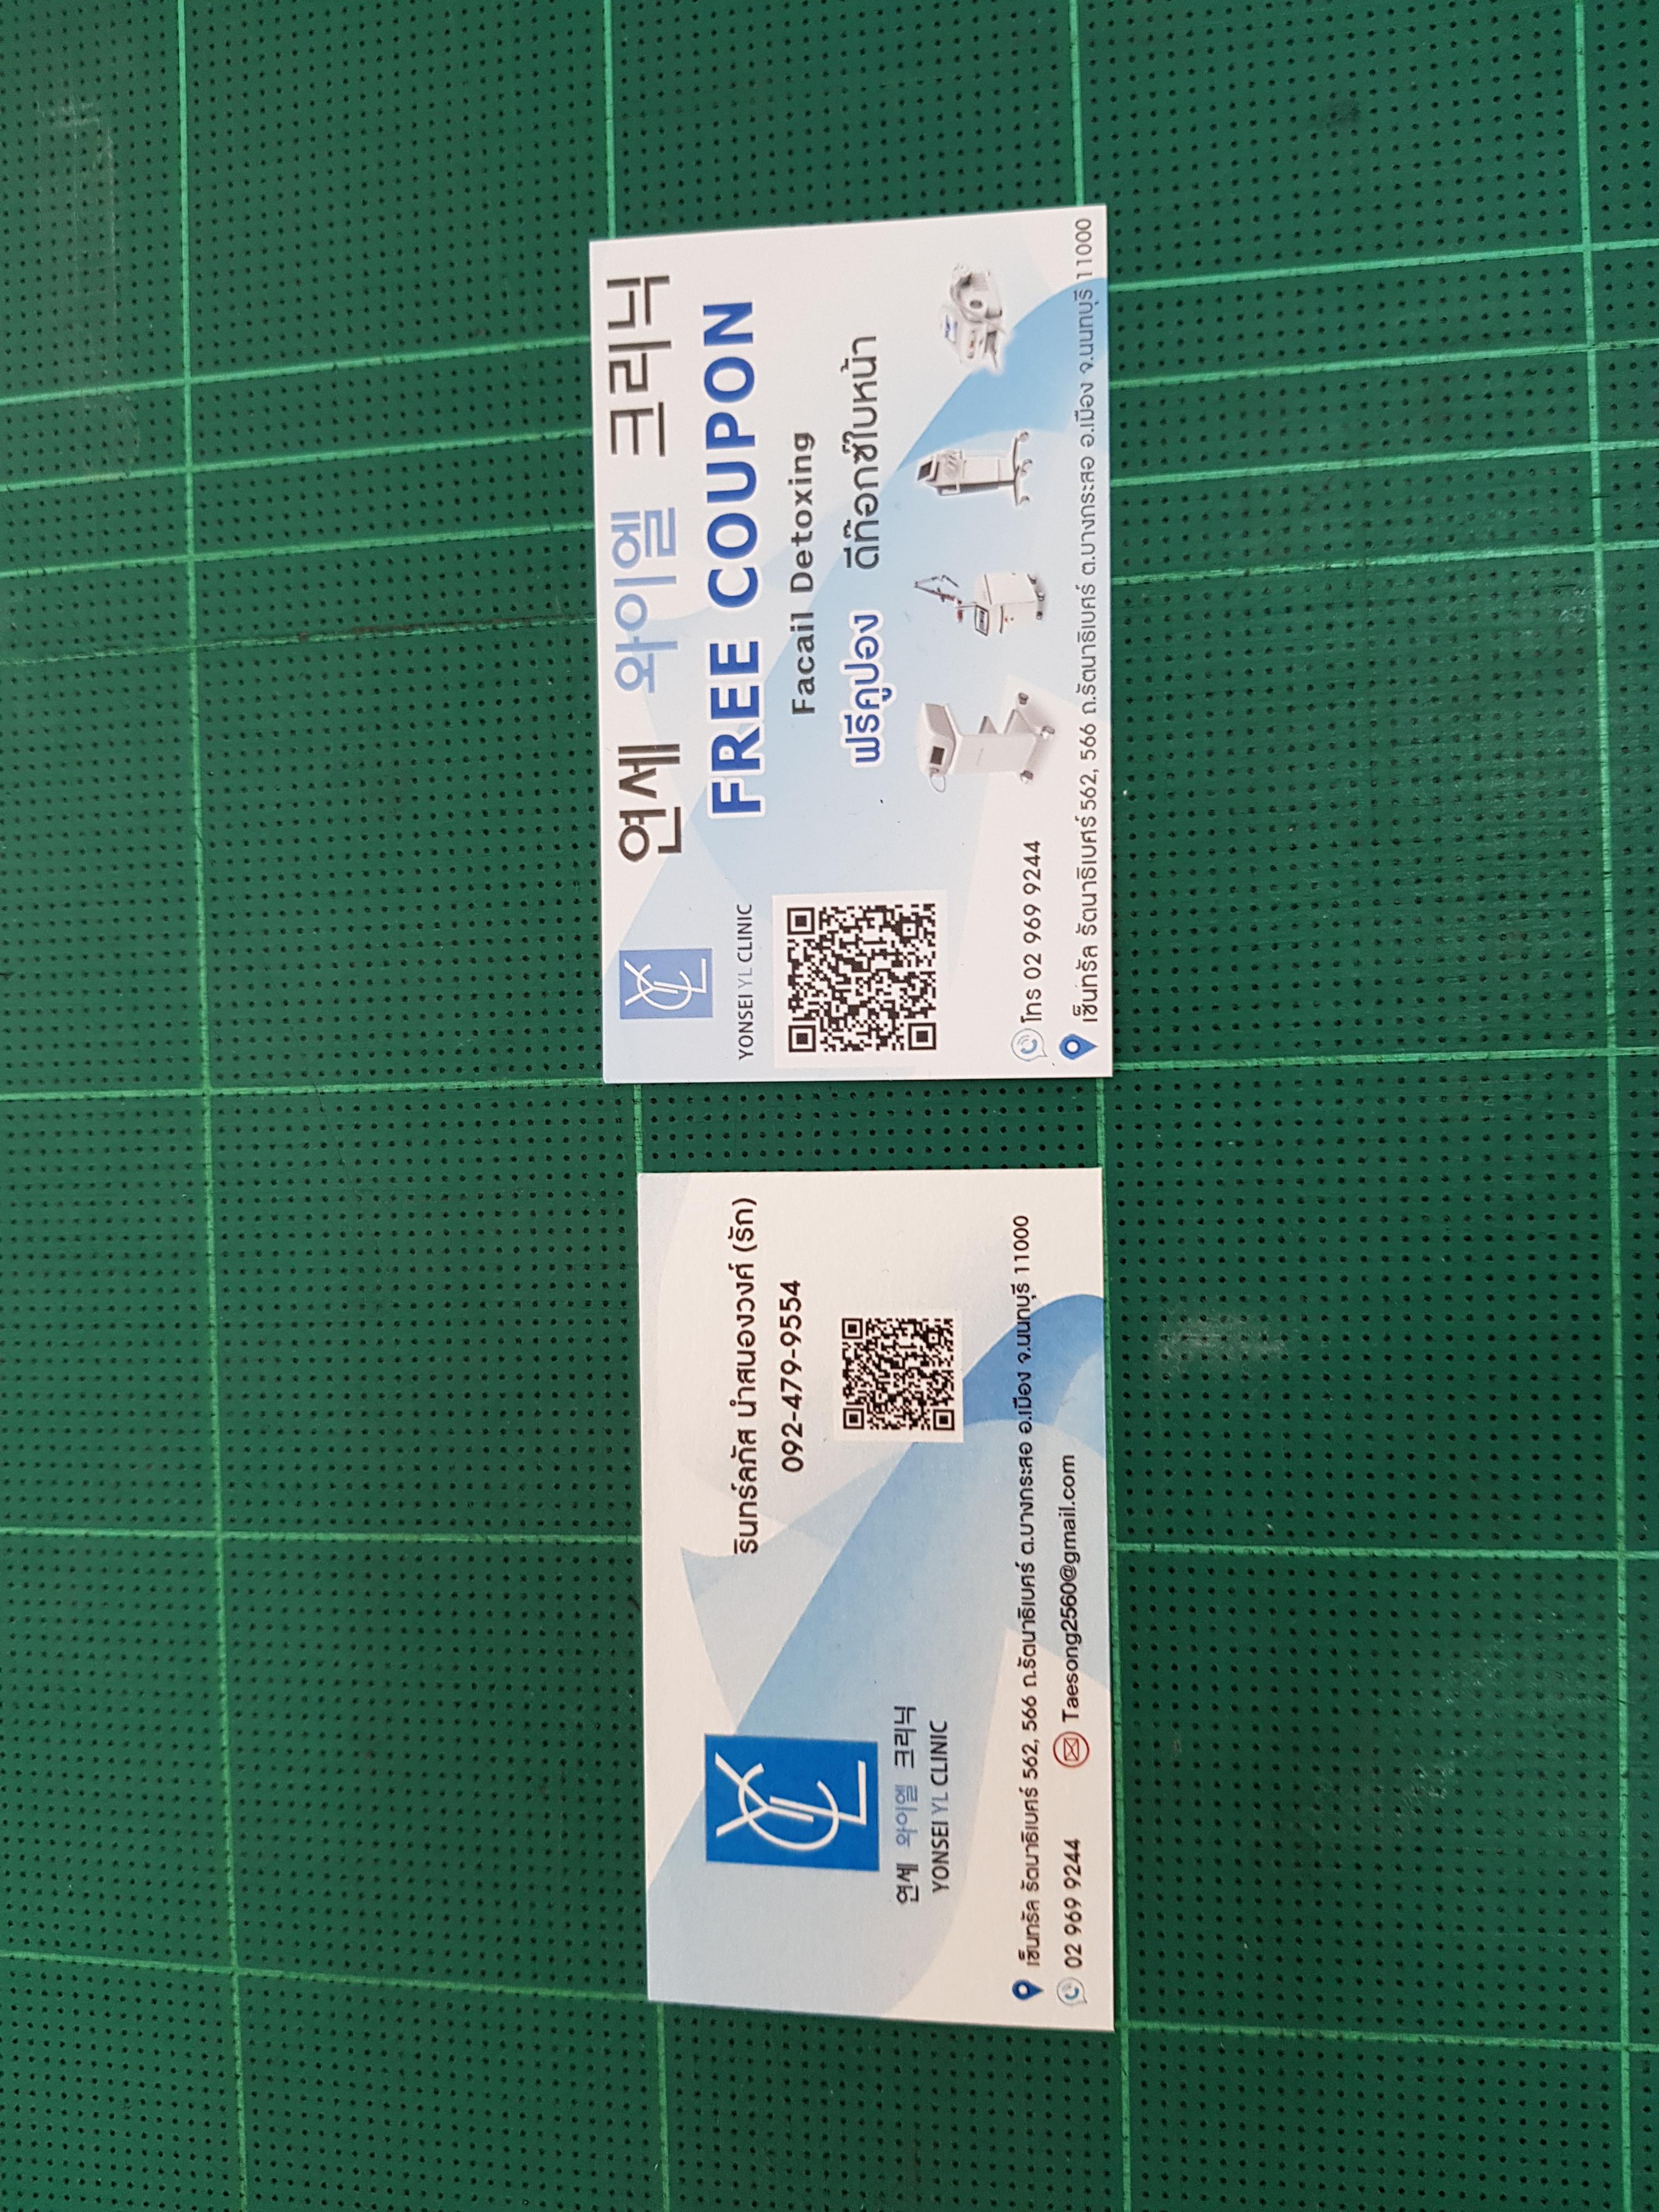 YL
연세 와이엘 크리닉
YONSEI YL CLINIC
รินทร์ลภัส นำสนองวงศ์ (รัก)
092-479-9554
เซ็นทรัล รัตนาธิเบศร์ 562, 566 ถ.รัตนาธิเบศร์ ต.บางกระสอ อ.เมือง จ.นนทบุรี 11000
02 969 9244 Taesong2560@gmail.com
YL
YONSEI YL CLINIC
연세 와이엘 크리닉
FREE COUPON
Facail Detoxing
ฟรีคูปอง ดีท๊อกซ์ใบหน้า
โทร 02 969 9244
เซ็นทรัล รัตนาธิเบศร์ 562, 566 ถ.รัตนาธิเบศร์ ต.บางกระสอ อ.เมือง จ.นนทบุรี 11000